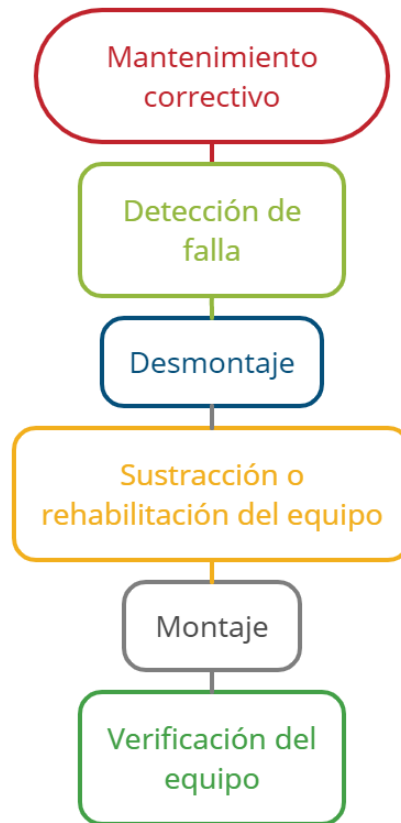 Mantenimiento
correctivo
Detección de
falla
Desmontaje
Sustracción o
rehabilitación del equipo
Montaje
Verificación del
equipo